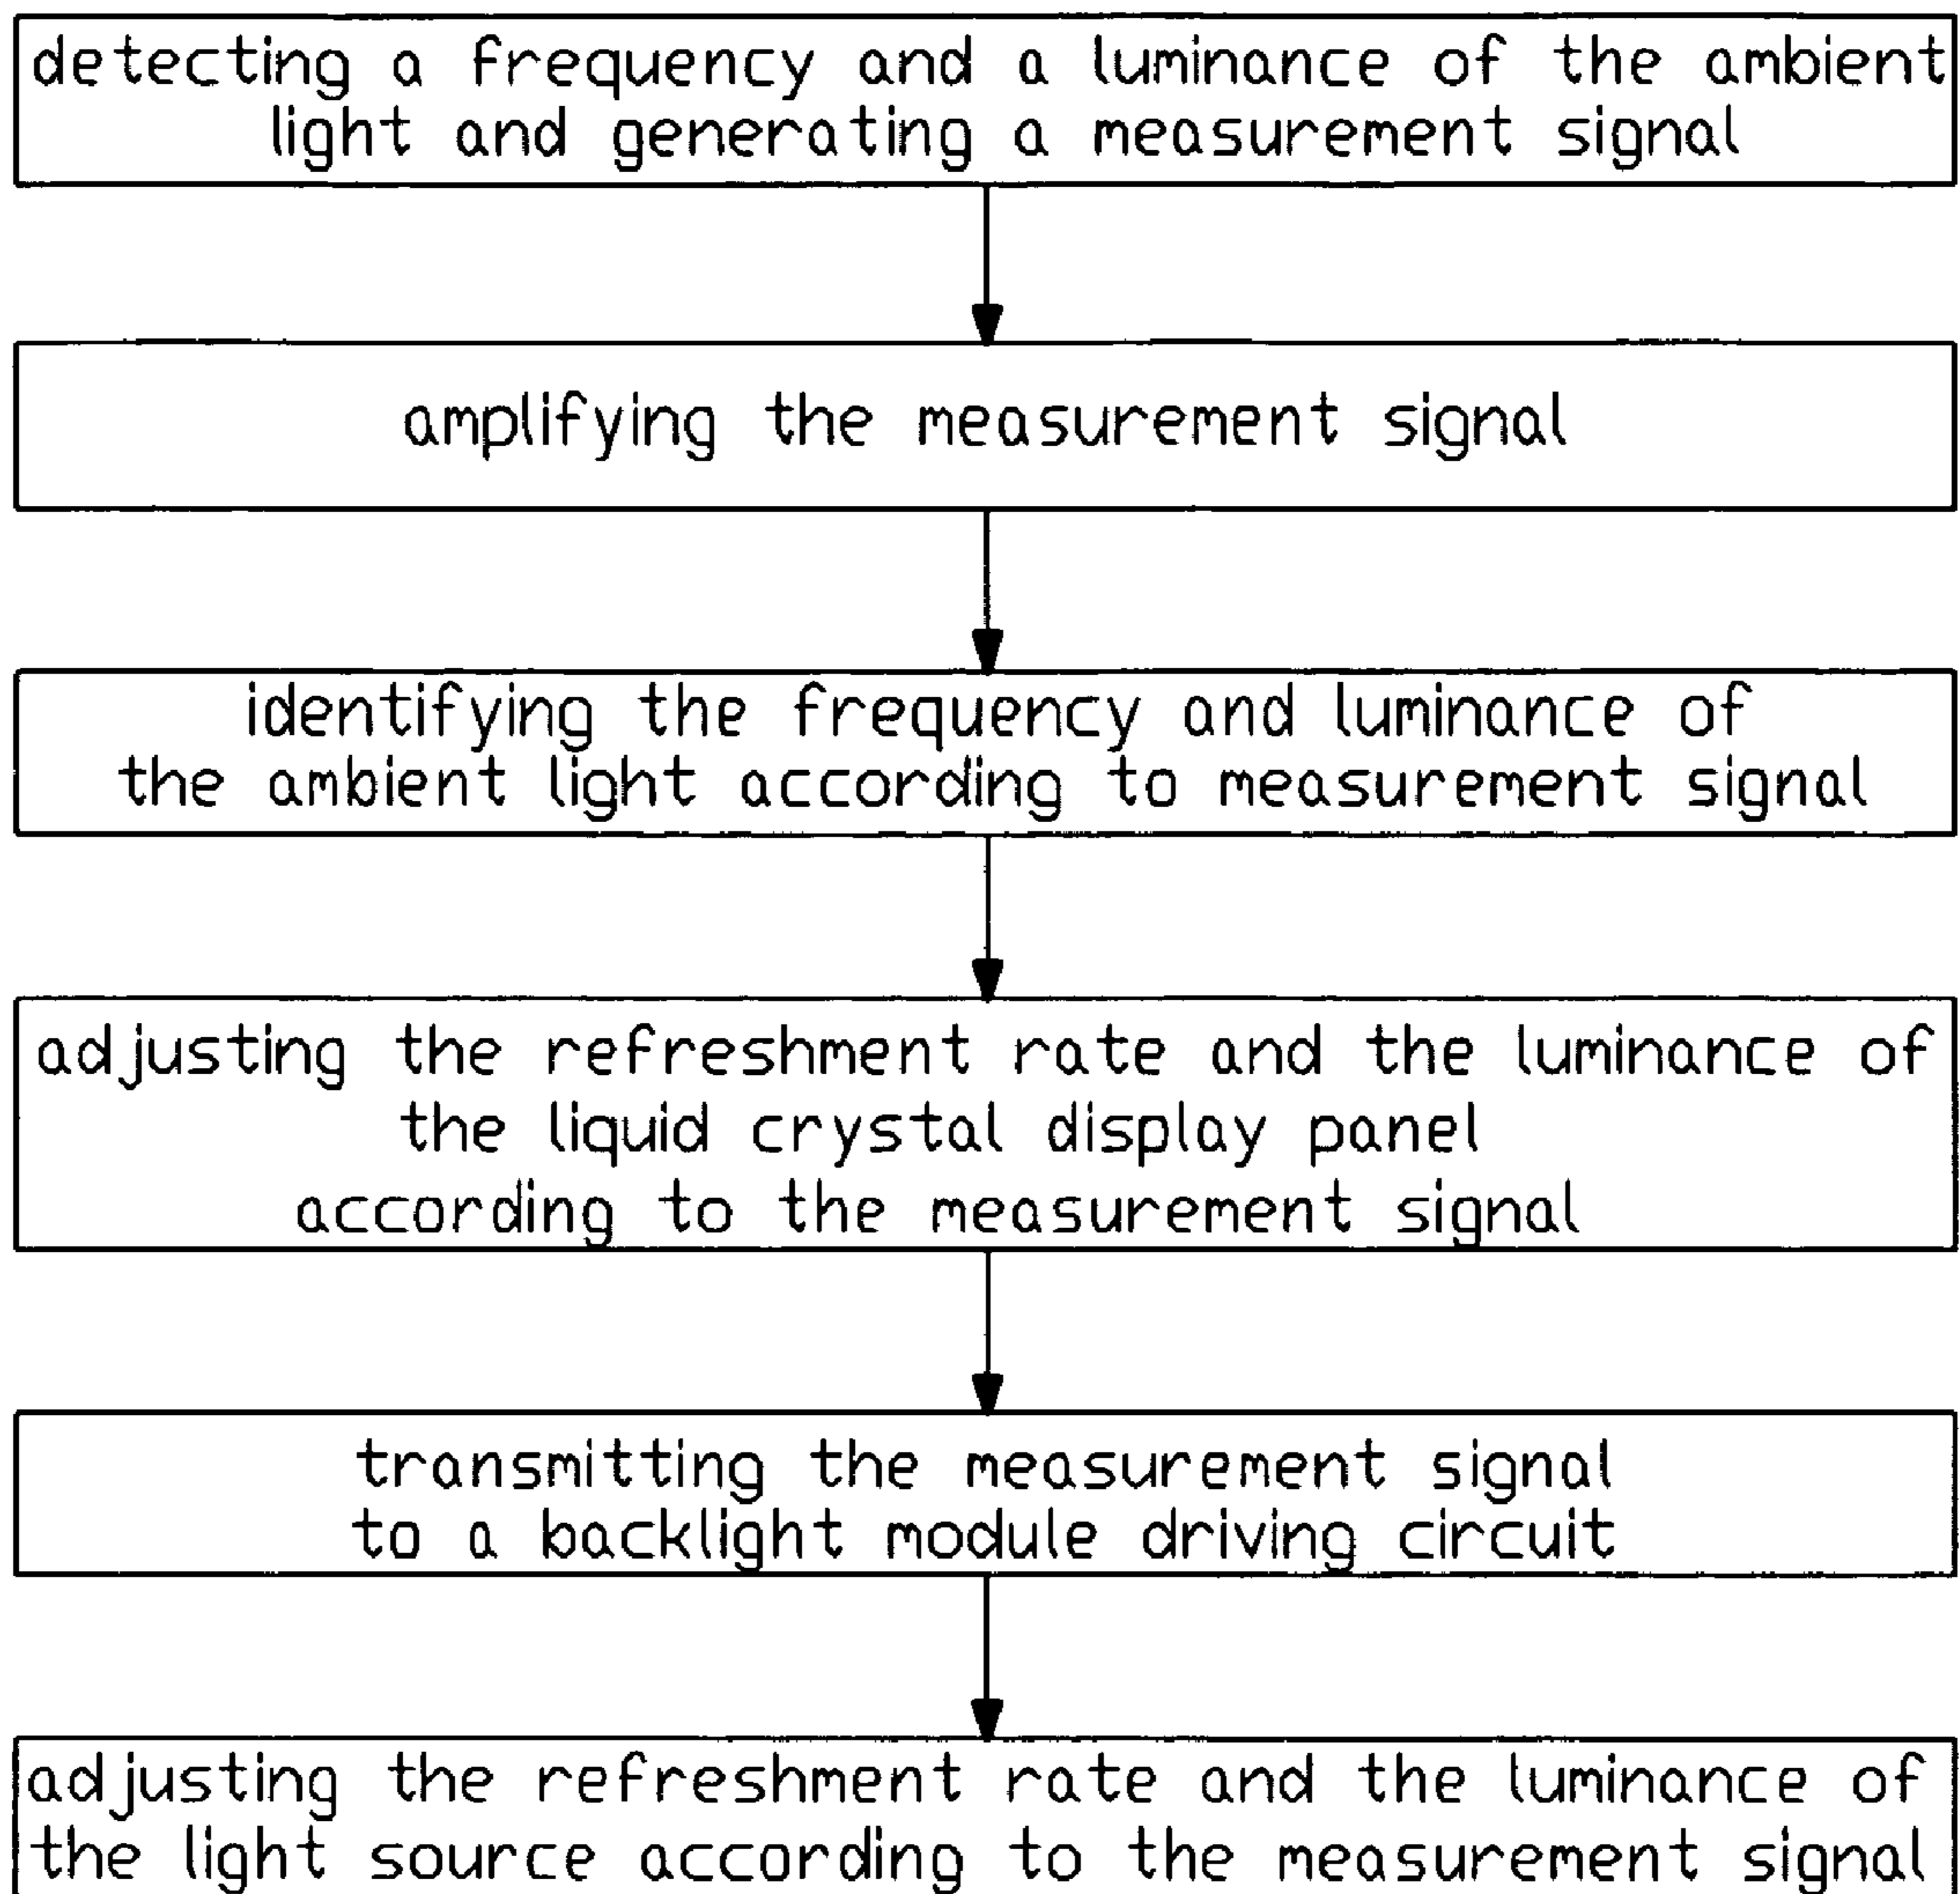 detecting a frequency and a luminance of the ambient
light and generating a measurement signal
amplifying the measurement signal
identifying the frequency and luminance of
the ambient light according to measurement signal
adjusting the refreshment rate and the luminance of
the liquid crystal display panel
according to the measurement signal
transmitting the measurement signal
to a backlight module driving circuit
adjusting the refreshment rate and the luminance of
the light source according to the measurement signal